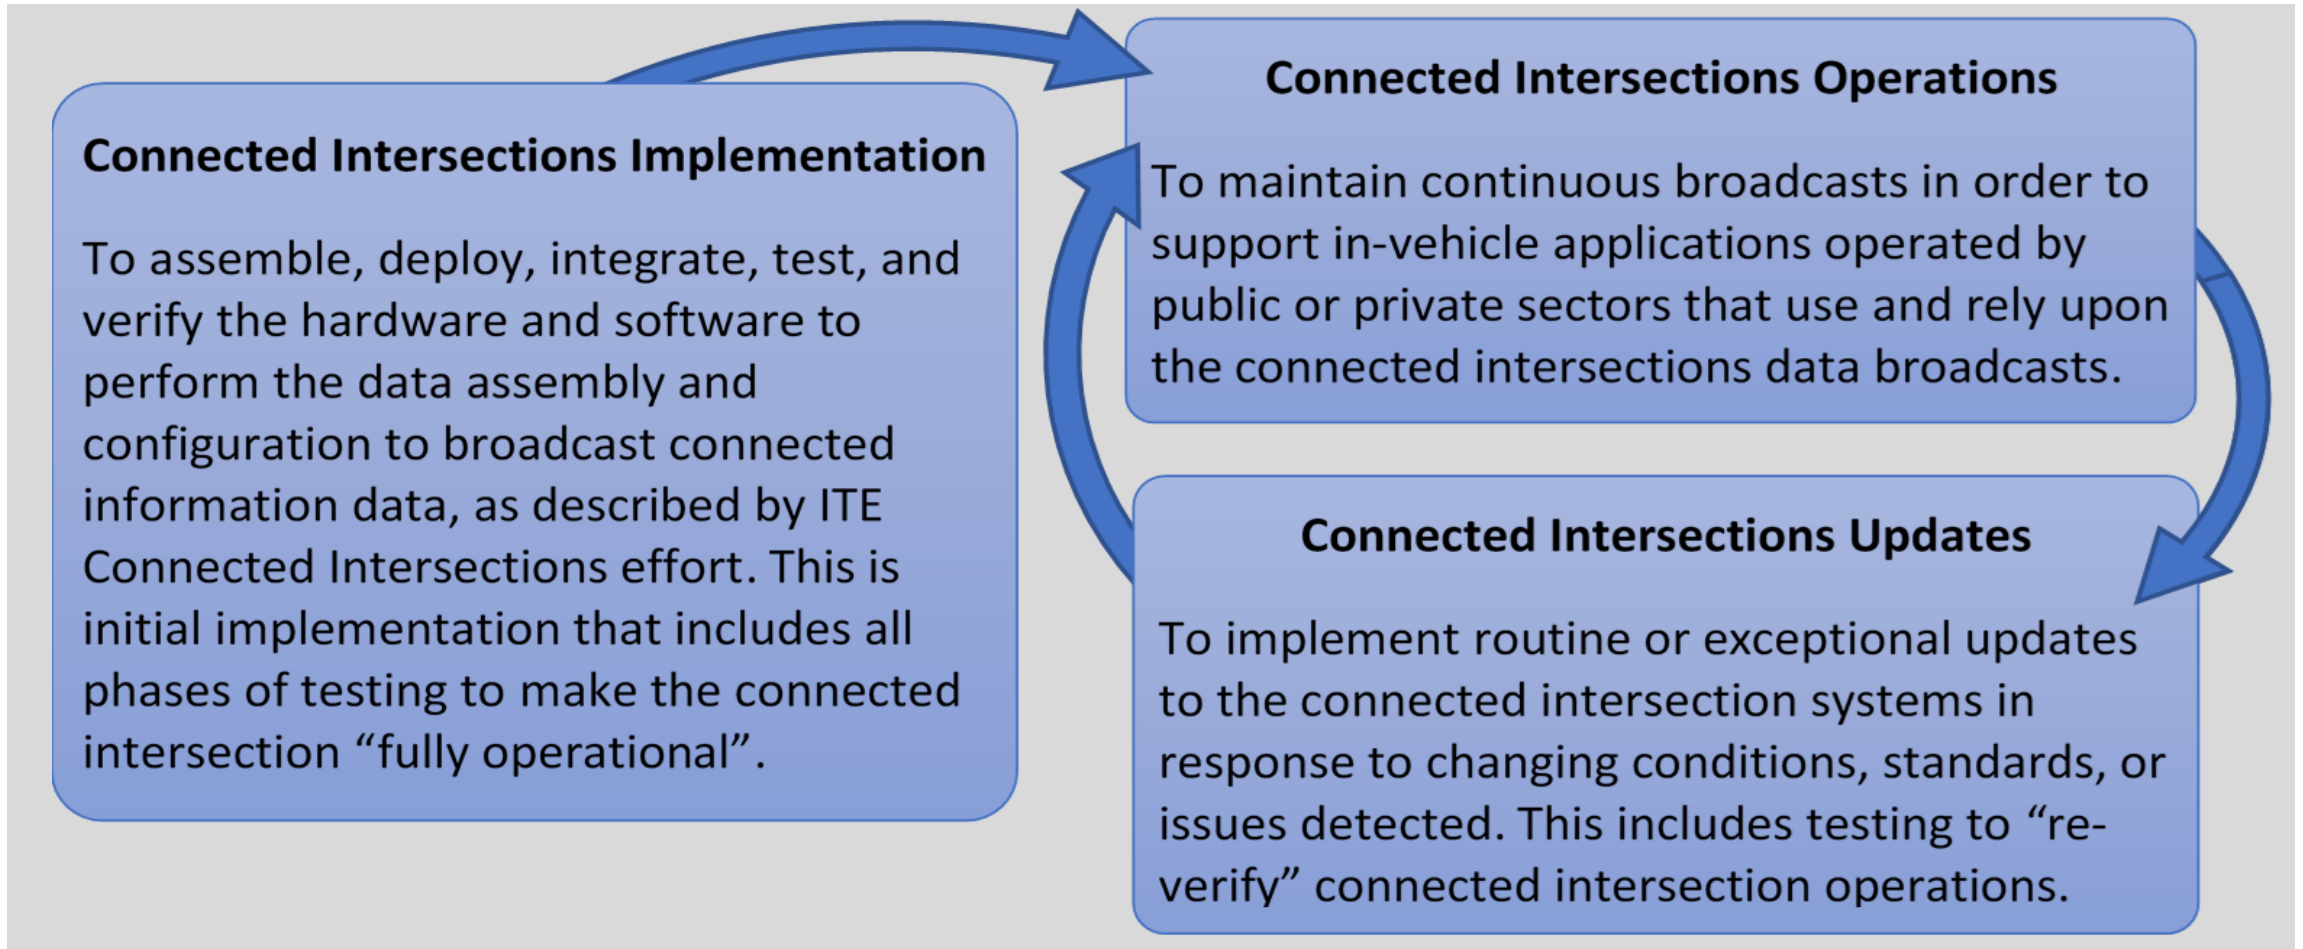 Connected Intersections Implementation
To assemble, deploy, integrate, test, and
verify the hardware and software to
perform the data assembly and
configuration to broadcast connected
information data, as described by ITE
Connected Intersections effort. This is
initial implementation that includes all
phases of testing to make the connected
intersection “fully operational”.
Connected Intersections Operations
To maintain continuous broadcasts in order to
support in-vehicle applications operated by
public or private sectors that use and rely upon
the connected intersections data broadcasts.
Connected Intersections Updates
To implement routine or exceptional updates
to the connected intersection systems in
response to changing conditions, standards, or
issues detected. This includes testing to “re-
verify” connected intersection operations.